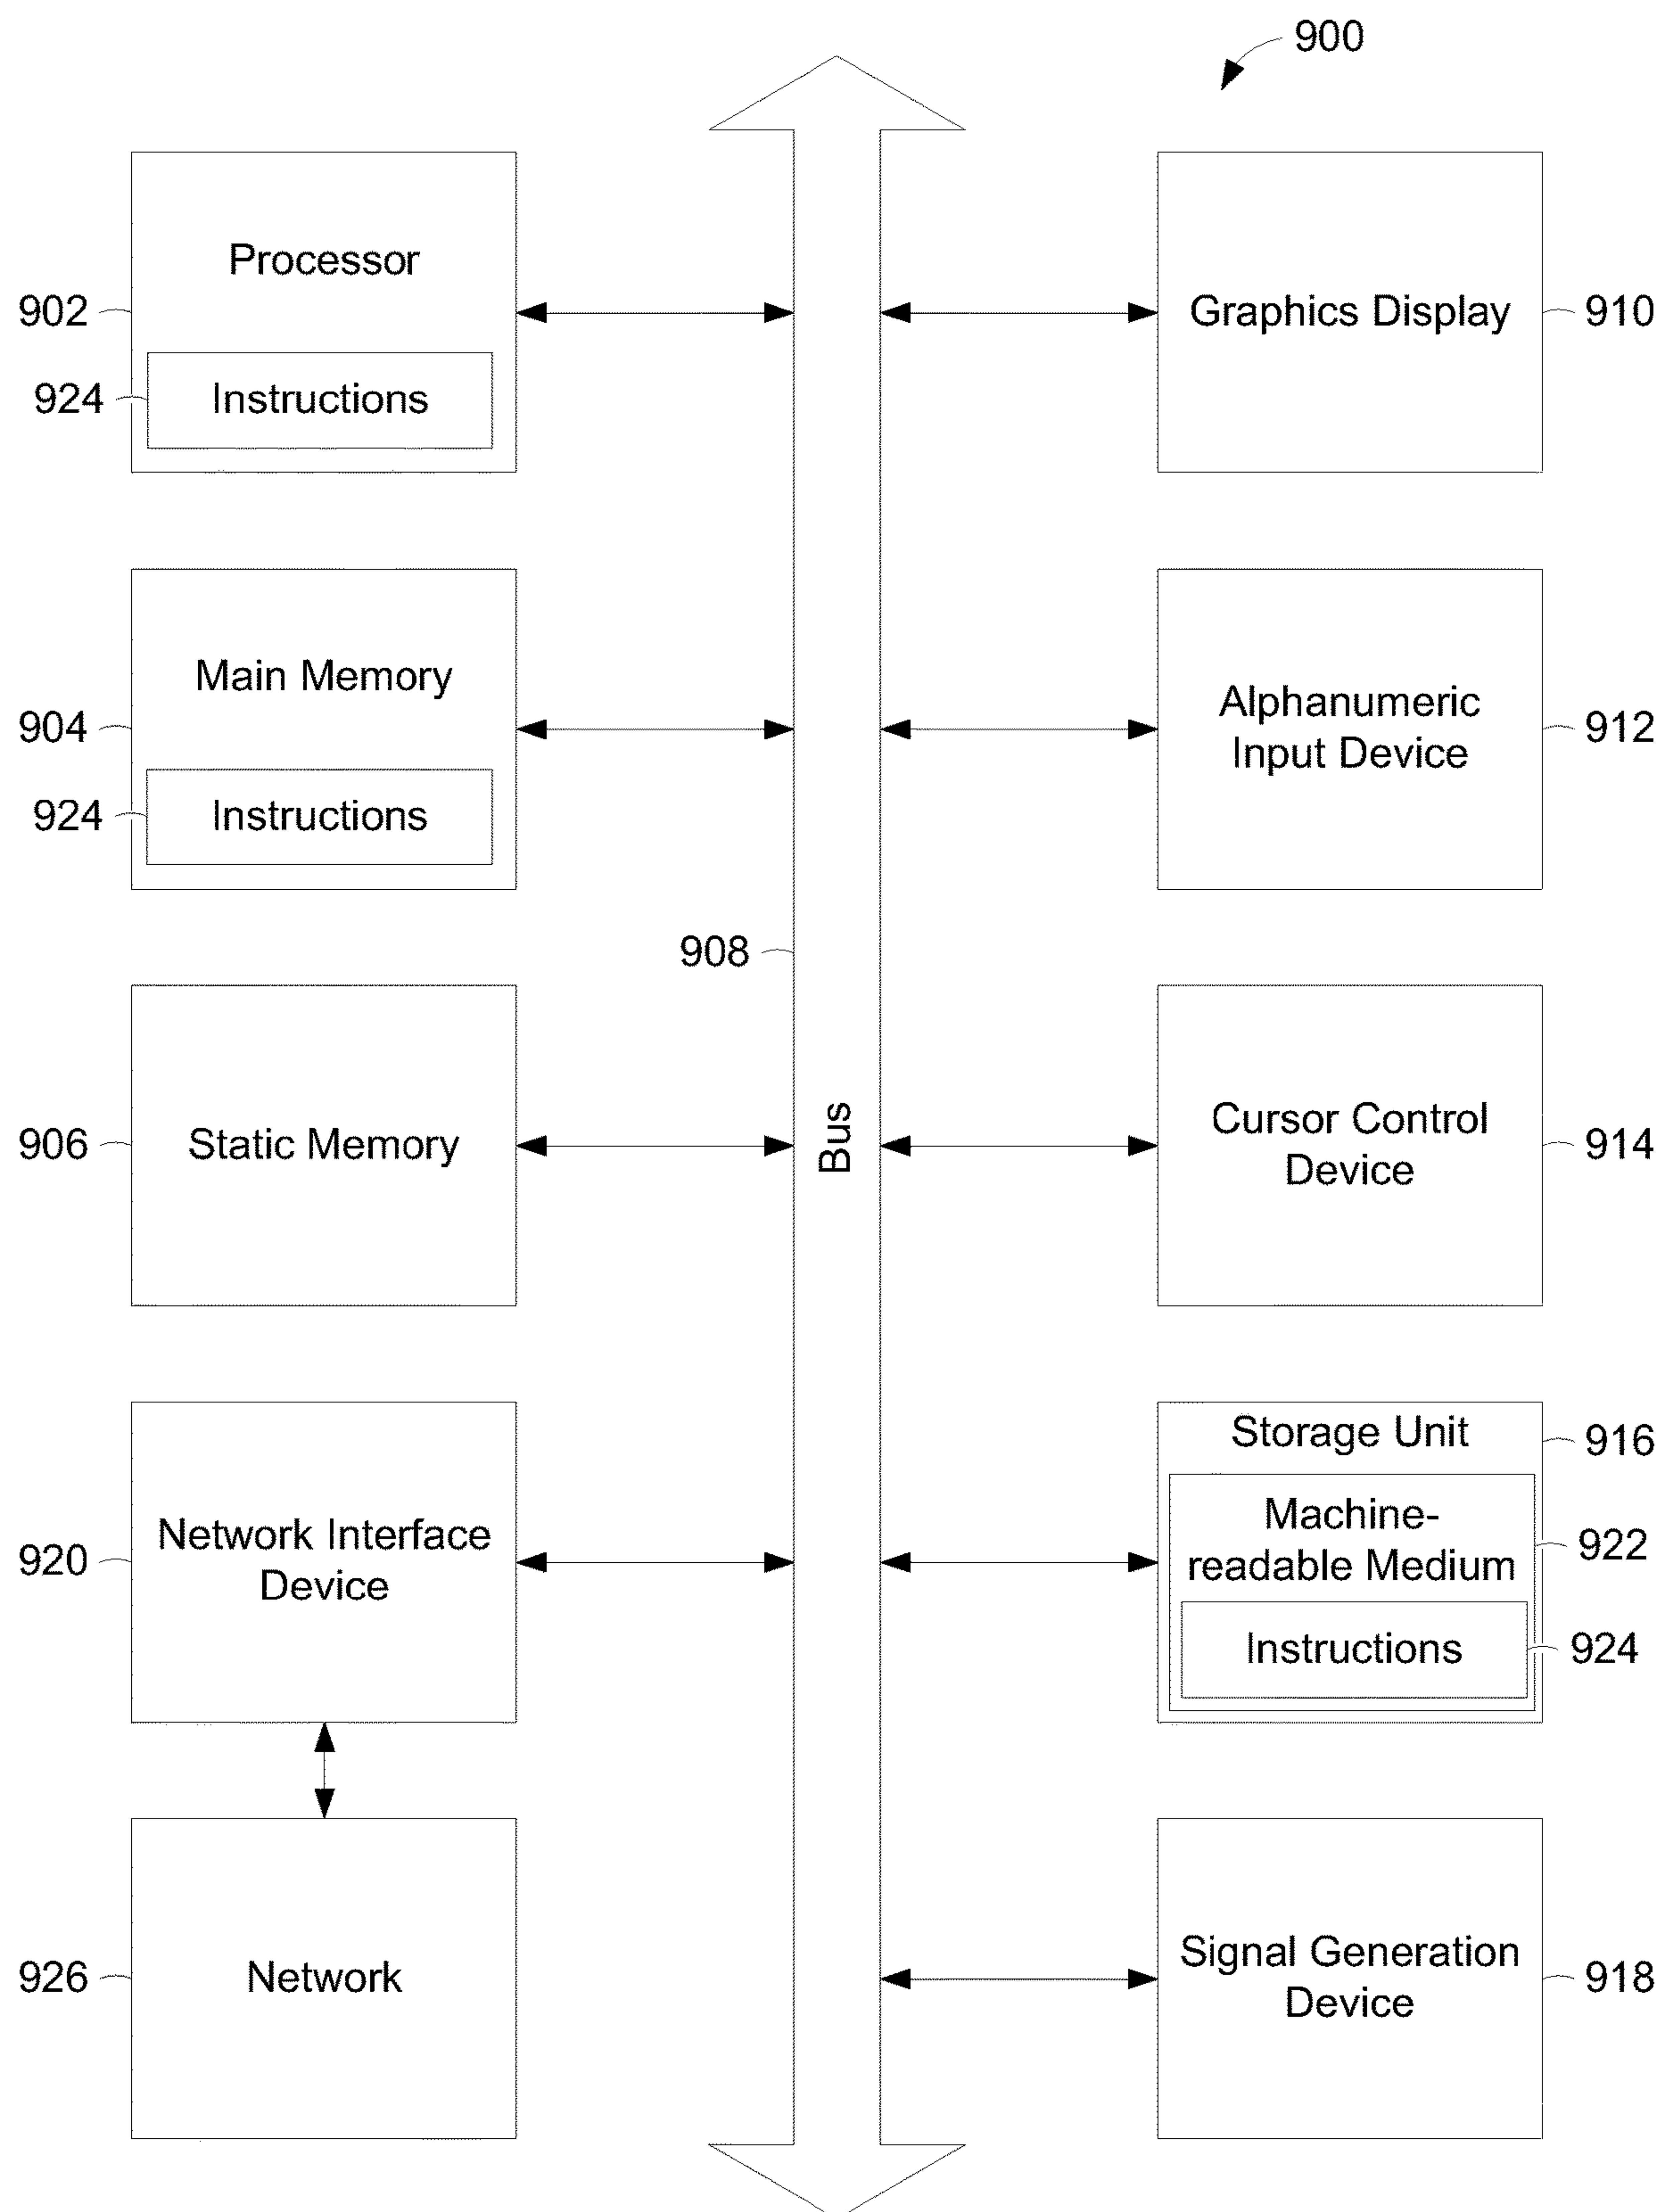 900
Processor
902
924
Instructions
Graphics Display
910
Main Memory
904
924
Instructions
Alphanumeric
Input Device
912
908
Bus
Static Memory
906
Cursor Control
Device
914
Network Interface
Device
920
Storage Unit
916
Machine-
readable Medium
922
Instructions
924
Network
926
Signal Generation
Device
918